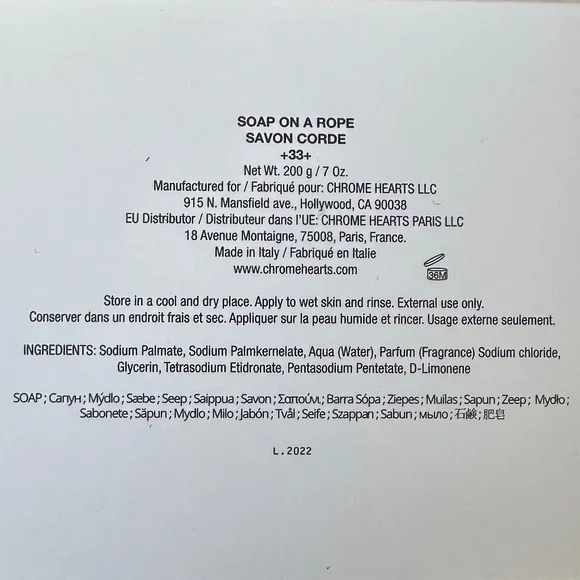 SOAP ON A ROPE
SAVON CORDE
+33+
Net Wt. 200 g / 7 Oz.
Manufactured for / Fabriqué pour: CHROME HEARTS LLC
915 N. Mansfield ave., Hollywood, CA 90038
EU Distributor / Distributeur dans l'UE: CHROME HEARTS PARIS LLC
18 Avenue Montaigne, 75008, Paris, France.
Made in Italy / Fabriqué en Italie
www.chromehearts.com
36M
Store in a cool and dry place. Apply to wet skin and rinse. External use only.
Conserver dans un endroit frais et sec. Appliquer sur la peau humide et rincer. Usage externe seulement.
INGREDIENTS: Sodium Palmate, Sodium Palmkernelate, Aqua (Water), Parfum (Fragrance) Sodium chloride,
Glycerin, Tetrasodium Etidronate, Pentasodium Pentetate, D-Limonene
SOAP ; Сапун ; Mýdlo ; Sæbe ; Seep ; Saippua ; Savon ; Σαπούνι ; Barra Sópa ; Ziepes ; Muilas ; Sapun ; Zeep ; Mydło ;
Sabonete ; Săpun ; Mydlo ; Milo ; Jabón ; Tvål ; Seife ; Szappan ; Sabun ; мыло ; 石鹸 ; 肥皂
L.2022